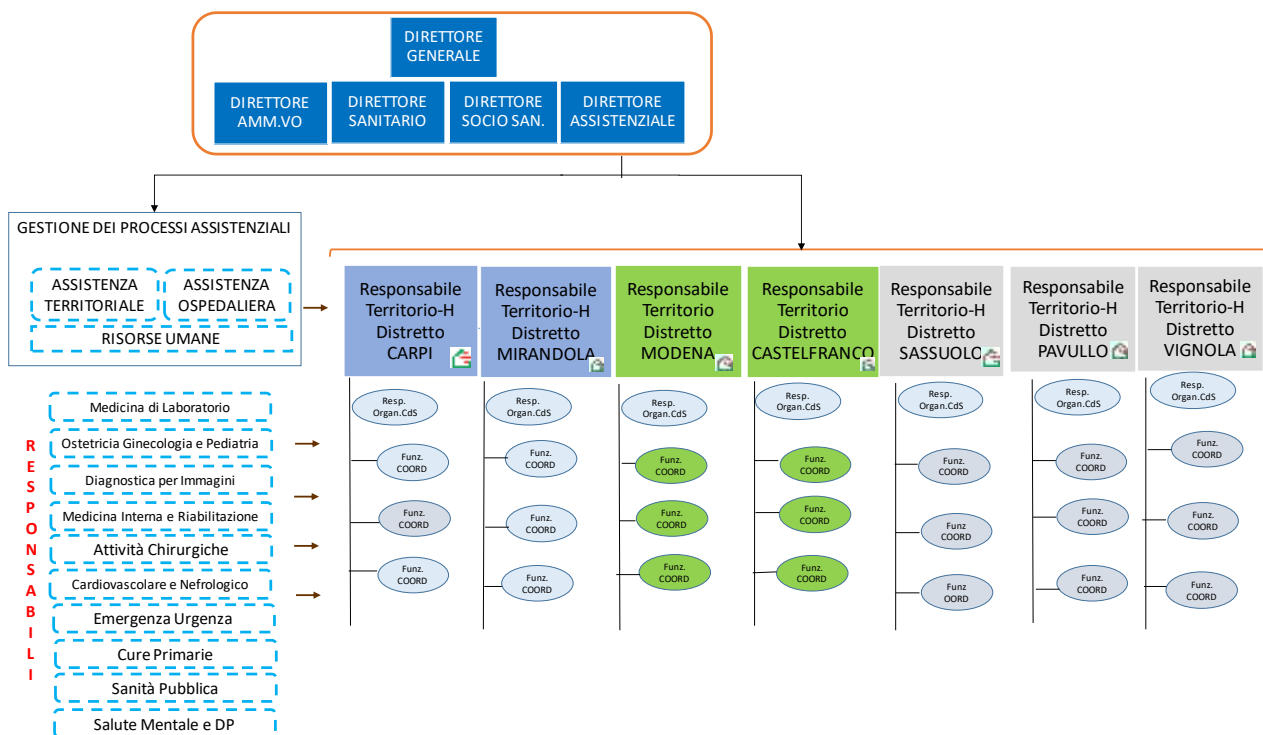 DIRETTORE
GENERALE
DIRETTORE
AMM.VO
DIRETTORE
SANITARIO
DIRETTORE
SOCIO SAN.
DIRETTORE
ASSISTENZIALE
GESTIONE DEI PROCESSI ASSISTENZIALI
ASSISTENZA
TERRITORIALE
ASSISTENZA
OSPEDALIERA
RISORSE UMANE
Responsabile
Territorio-H
Distretto
CARPI
Responsabile
Territorio-H
Distretto
MIRANDOLA
Responsabile
Territorio
Distretto
MODENA
Responsabile
Territorio
Distretto
CASTELFRANCO
Responsabile
Territorio-H
Distretto
SASSUOLO
Responsabile
Territorio-H
Distretto
PAVULLO
Responsabile
Territorio-H
Distretto
VIGNOLA
RESPONSABILI
Medicina di Laboratorio
Ostetricia Ginecologia e Pediatria
Diagnostica per Immagini
Medicina Interna e Riabilitazione
Attività Chirurgiche
Cardiovascolare e Nefrologico
Emergenza Urgenza
Cure Primarie
Sanità Pubblica
Salute Mentale e DP
Resp.
Organ.CdS
Funz.
COORD
Funz.
COORD
Funz.
COORD
Resp.
Organ.CdS
Funz.
COORD
Funz.
COORD
Funz.
COORD
Resp.
Organ.CdS
Funz.
COORD
Funz.
COORD
Funz.
COORD
Resp.
Organ.CdS
Funz.
COORD
Funz.
COORD
Funz.
COORD
Resp.
Organ.CdS
Funz.
COORD
Funz
COORD
Funz
OORD
Resp.
Organ.CdS
Funz.
COORD
Funz.
COORD
Funz.
COORD
Resp.
Organ.CdS
Funz.
COORD
Funz.
COORD
Funz.
COORD